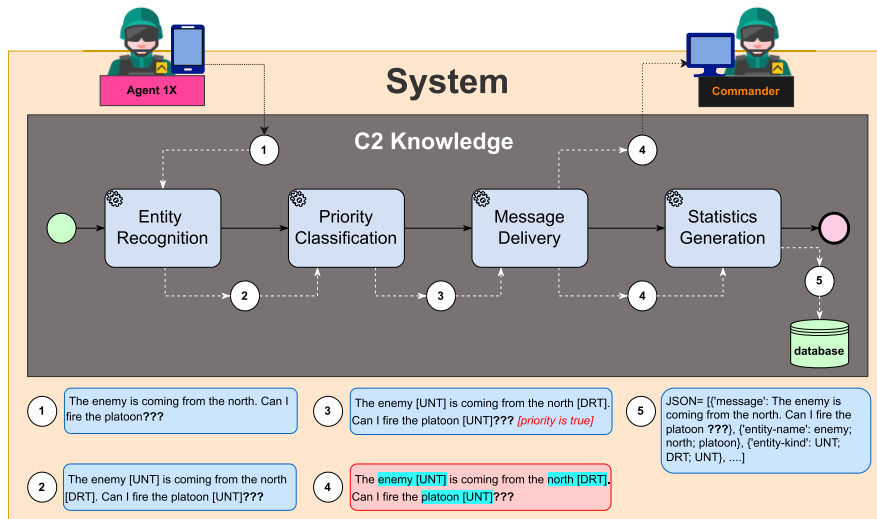 System
Agent 1X
Commander
C2 Knowledge
1
4
Entity
Recognition
Priority
Classification
Message
Delivery
Statistics
Generation
2
3
4
5
database
1
The enemy is coming from the north. Can I
fire the platoon???
3
The enemy [UNT] is coming from the north [DRT].
Can I fire the platoon [UNT]??? [priority is true]
5
JSON= [{'message': The enemy is
coming from the north. Can I fire the
platoon ???}, {'entity-name': enemy;
north; platoon}, {'entity-kind': UNT;
DRT; UNT}, ....]
2
The enemy [UNT] is coming from the north
[DRT]. Can I fire the platoon [UNT]???
4
The enemy [UNT] is coming from the north [DRT].
Can I fire the platoon [UNT]???